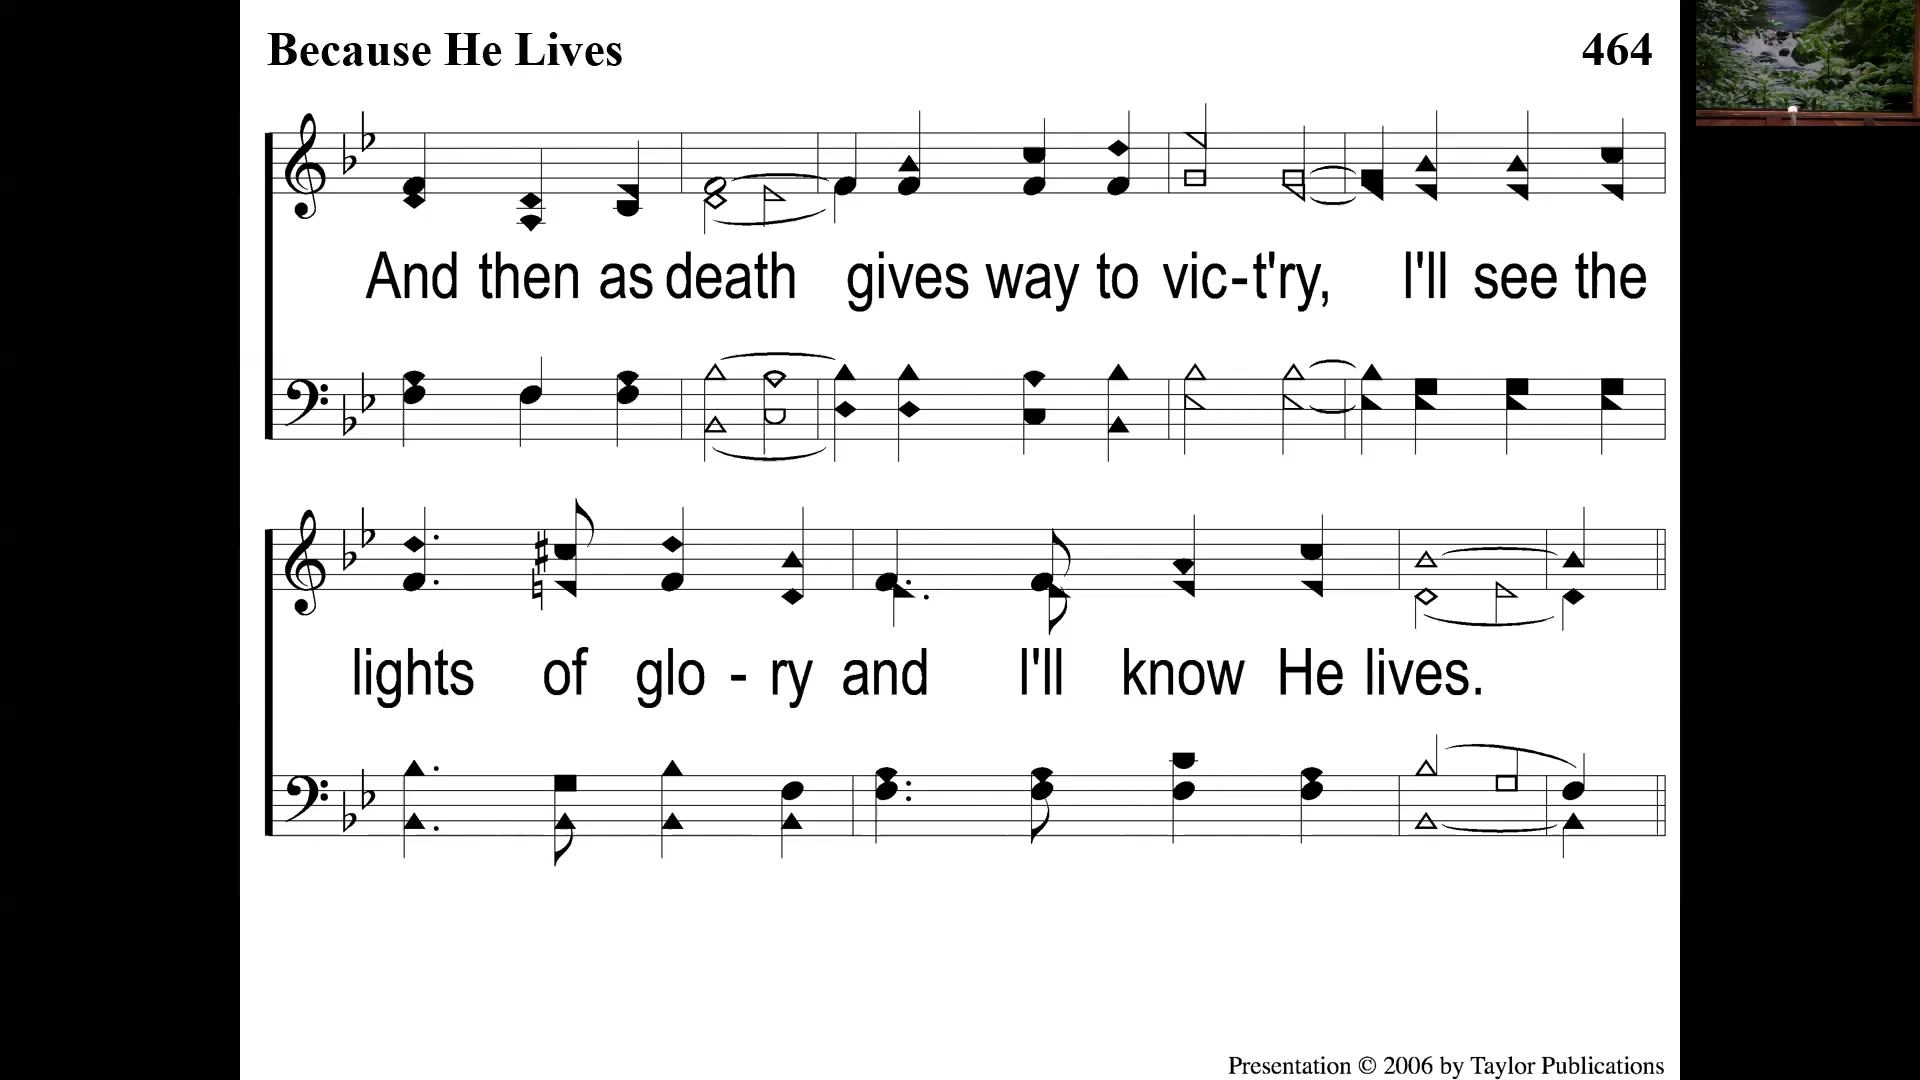 Because He Lives 464
And then as death gives way to vic-t'ry, I'll see the
lights of glo - ry and I'll know He lives.
Presentation © 2006 by Taylor Publications